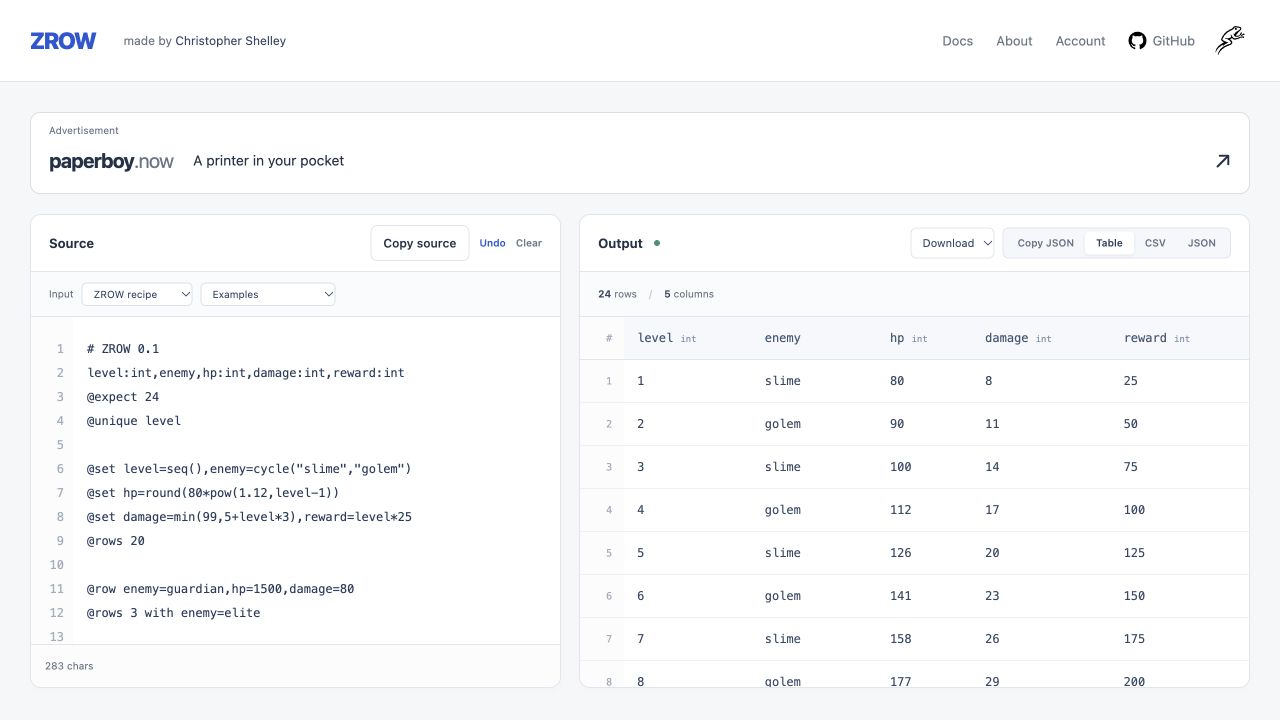 ZROW made by Christopher Shelley Docs About Account GitHub
Advertisement
paperboy.now A printer in your pocket
Source Copy source Undo Clear
Input ZROW recipe Examples
1 # ZROW 0.1
2 level:int,enemy,hp:int,damage:int,reward:int
3 @expect 24
4 @unique level
5
6 @set level=seq(),enemy=cycle("slime","golem")
7 @set hp=round(80*pow(1.12,level-1))
8 @set damage=min(99,5+level*3),reward=level*25
9 @rows 20
10
11 @row enemy=guardian,hp=1500,damage=80
12 @rows 3 with enemy=elite
13
283 chars
Output Download Copy JSON Table CSV JSON
24 rows / 5 columns
# level int enemy hp int damage int reward int
1 1 slime 80 8 25
2 2 golem 90 11 50
3 3 slime 100 14 75
4 4 golem 112 17 100
5 5 slime 126 20 125
6 6 golem 141 23 150
7 7 slime 158 26 175
8 8 golem 177 29 200